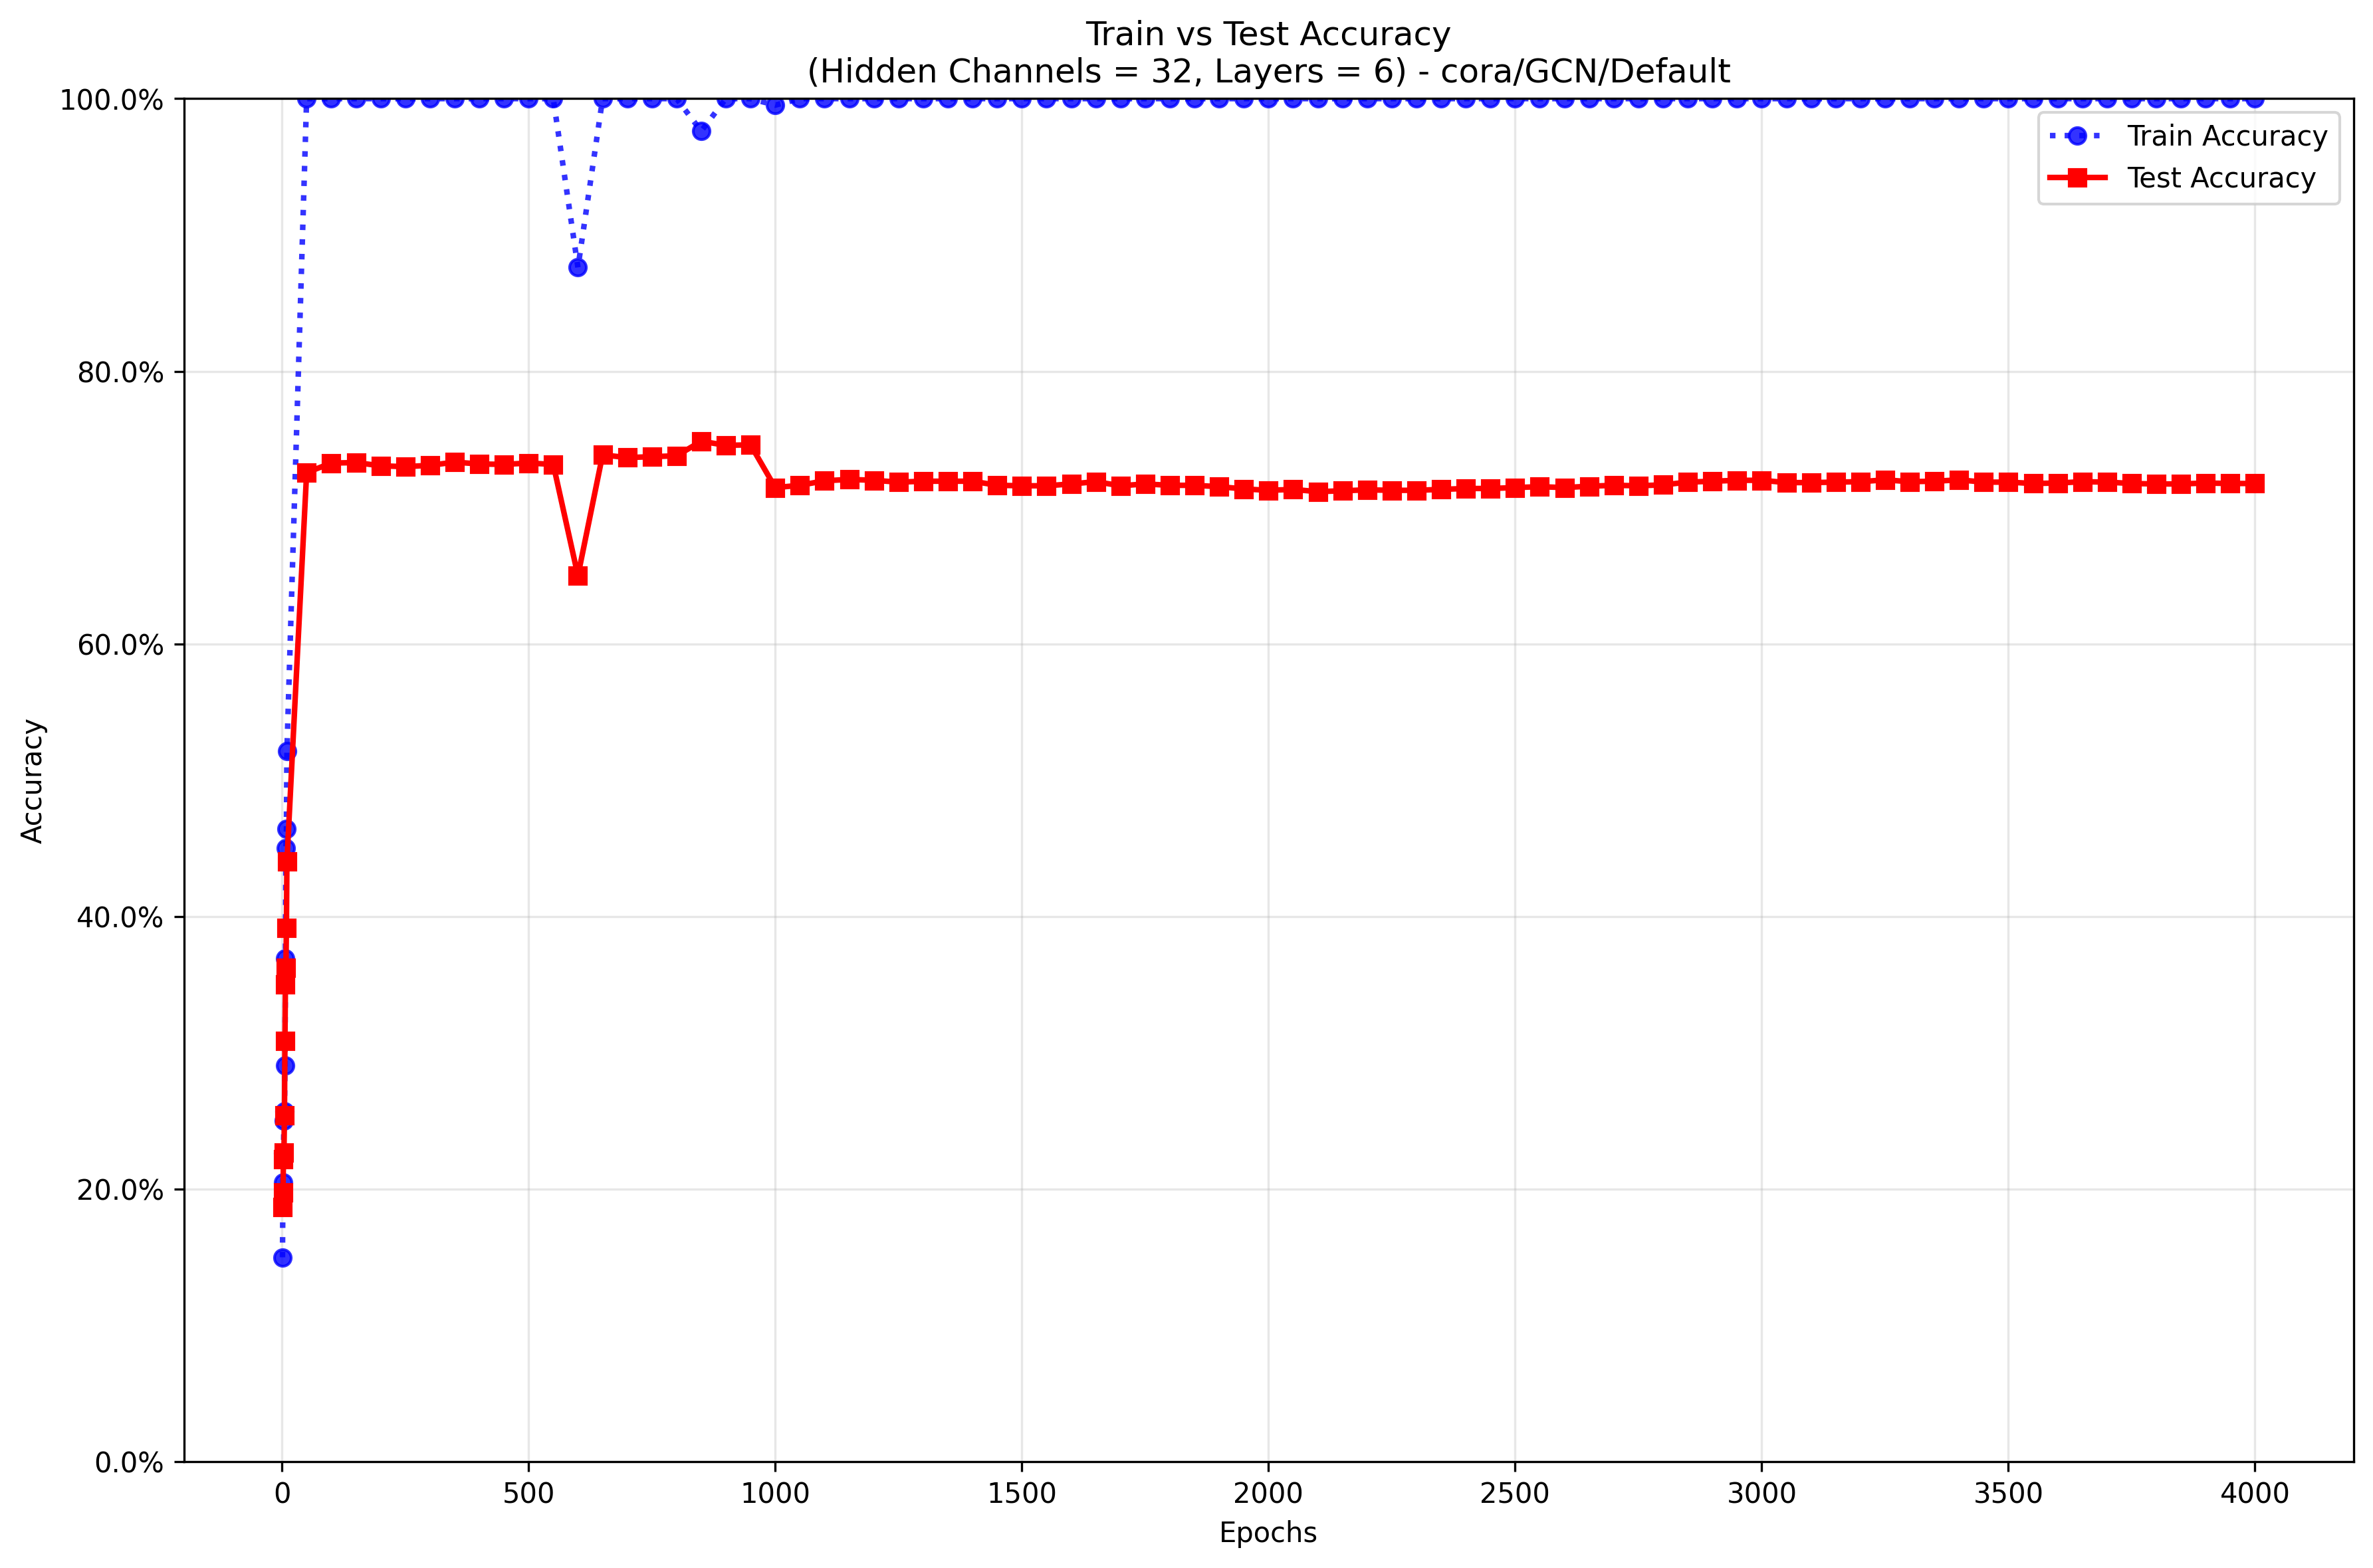 Train vs Test Accuracy
(Hidden Channels = 32, Layers = 6) - cora/GCN/Default
100.0%
80.0%
60.0%
40.0%
20.0%
0.0%
Accuracy
Train Accuracy
Test Accuracy
0 500 1000 1500 2000 2500 3000 3500 4000
Epochs